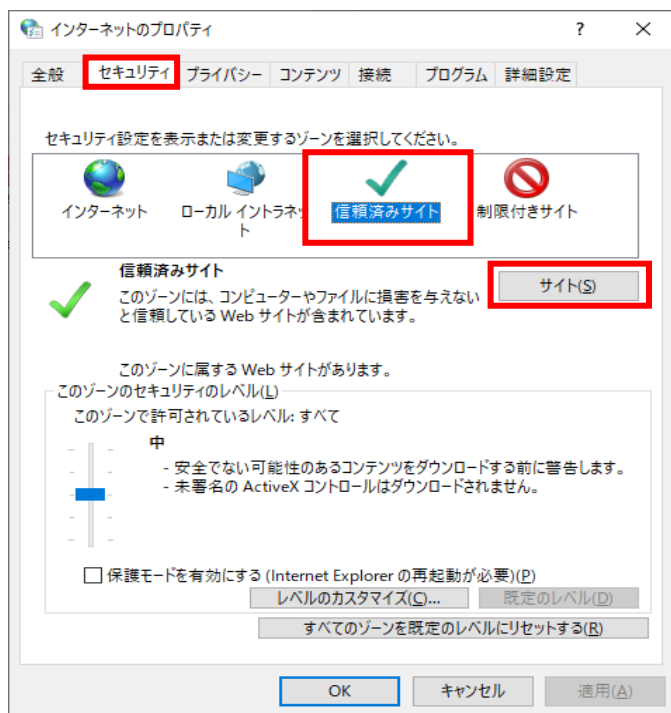 インターネットのプロパティ
? ×
全般 セキュリティ プライバシー コンテンツ 接続 プログラム 詳細設定
セキュリティ設定を表示または変更するゾーンを選択してください。
インターネット
ローカル イントラネッ
ト
信頼済みサイト
制限付きサイト
信頼済みサイト
サイト(S)
このゾーンには、コンピューターやファイルに損害を与えない
と信頼している Web サイトが含まれています。
このゾーンに属する Web サイトがあります。
このゾーンのセキュリティのレベル(L)
このゾーンで許可されているレベル: すべて
中
- 安全でない可能性のあるコンテンツをダウンロードする前に警告します。
- 未署名の ActiveX コントロールはダウンロードされません。
保護モードを有効にする (Internet Explorer の再起動が必要)(P)
レベルのカスタマイズ(C)... 既定のレベル(D)
すべてのゾーンを既定のレベルにリセットする(R)
OK キャンセル 適用(A)